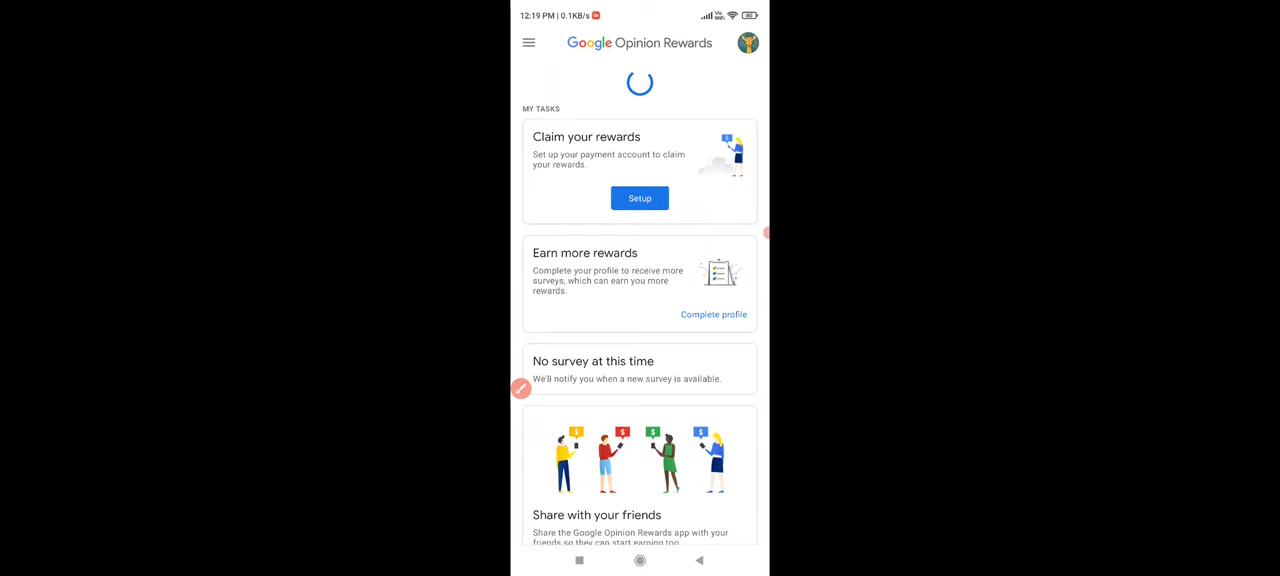 12:19 PM | 0.1KB/s
Vo WiFi 80
Google Opinion Rewards
MY TASKS
Claim your rewards
Set up your payment account to claim
your rewards.
Setup
Earn more rewards
Complete your profile to receive more
surveys, which can earn you more
rewards.
Complete profile
No survey at this time
We'll notify you when a new survey is available.
$ $ $ $
Share with your friends
Share the Google Opinion Rewards app with your
friends so they can start earning too